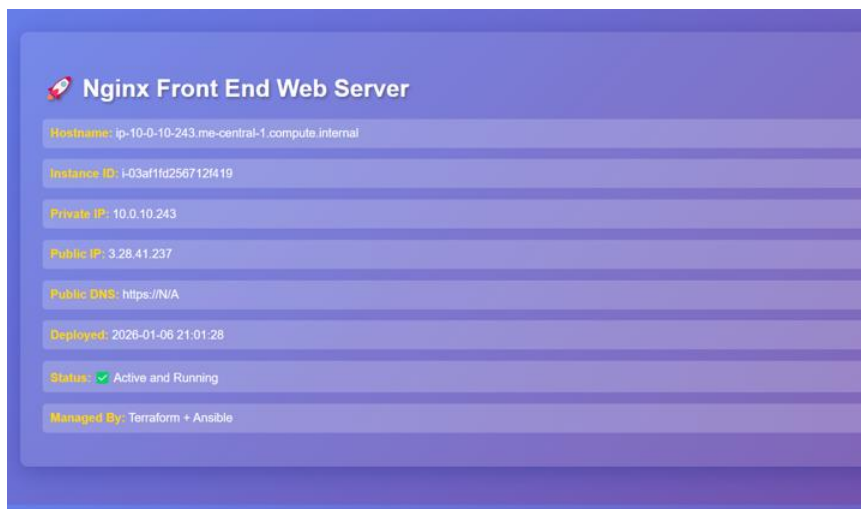 🚀 Nginx Front End Web Server
Hostname: ip-10-0-10-243.me-central-1.compute.internal
Instance ID: i-03af1fd256712f419
Private IP: 10.0.10.243
Public IP: 3.28.41.237
Public DNS: https://N/A
Deployed: 2026-01-06 21:01:28
Status: ✅ Active and Running
Managed By: Terraform + Ansible